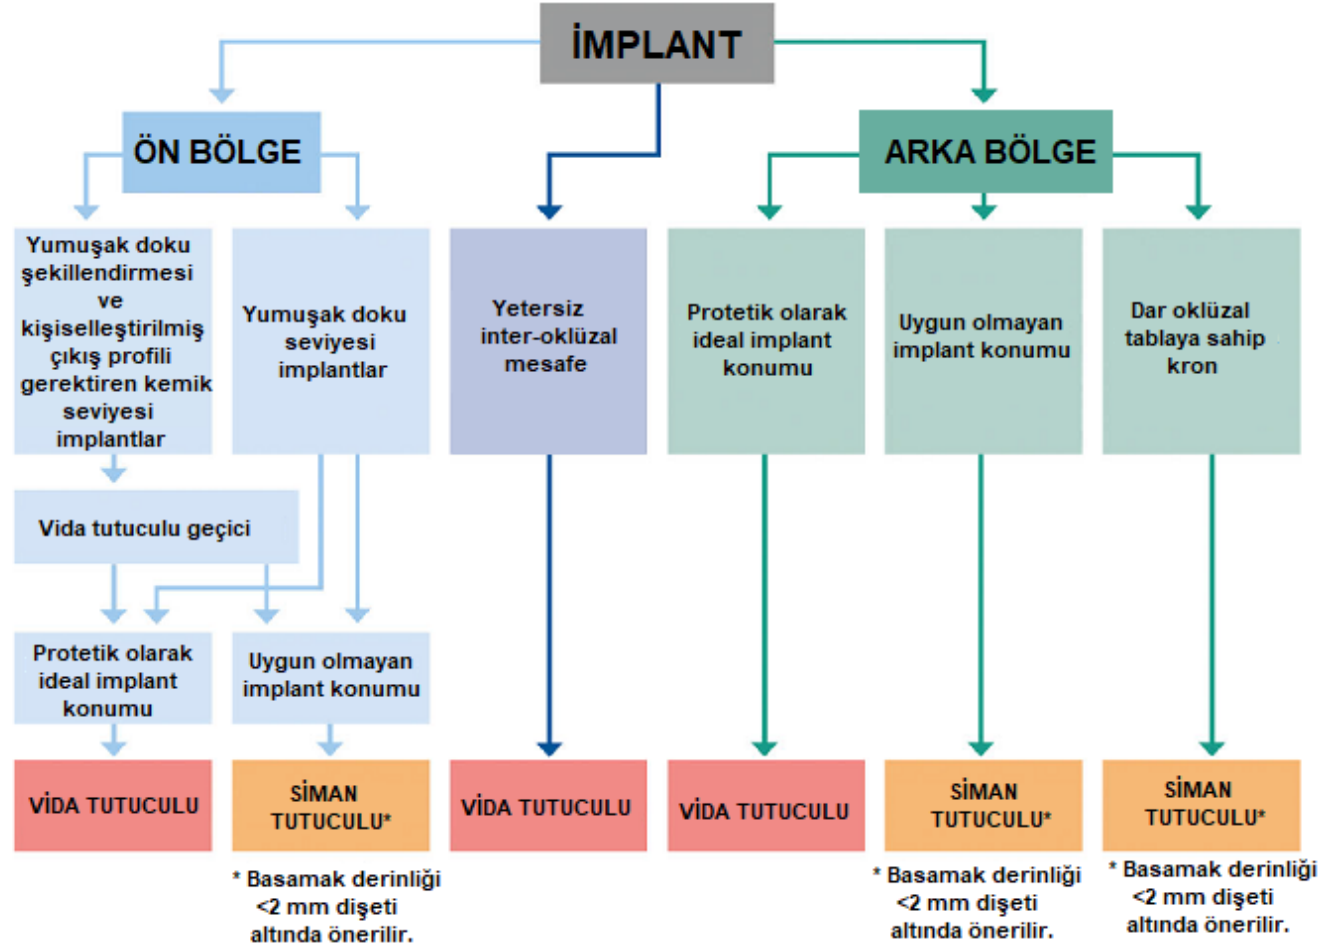 İMPLANT
ÖN BÖLGE
ARKA BÖLGE
Yumuşak doku
şekillendirmesi
ve
kişiselleştirilmiş
çıkış profili
gerektiren kemik
seviyesi
implantlar
Yumuşak doku
seviyesi
implantlar
Yetersiz
inter-oklüzal
mesafe
Protetik olarak
ideal implant
konumu
Uygun olmayan
implant konumu
Dar oklüzal
tablaya sahip
kron
Vida tutuculu geçici
Protetik olarak
ideal implant
konumu
Uygun olmayan
implant konumu
VİDA TUTUCULU
SİMAN
TUTUCULU*
VİDA TUTUCULU
VİDA TUTUCULU
SİMAN
TUTUCULU*
SİMAN
TUTUCULU*
* Basamak derinliği
<2 mm dişeti
altında önerilir.
* Basamak derinliği
<2 mm dişeti
altında önerilir.
* Basamak derinliği
<2 mm dişeti
altında önerilir.